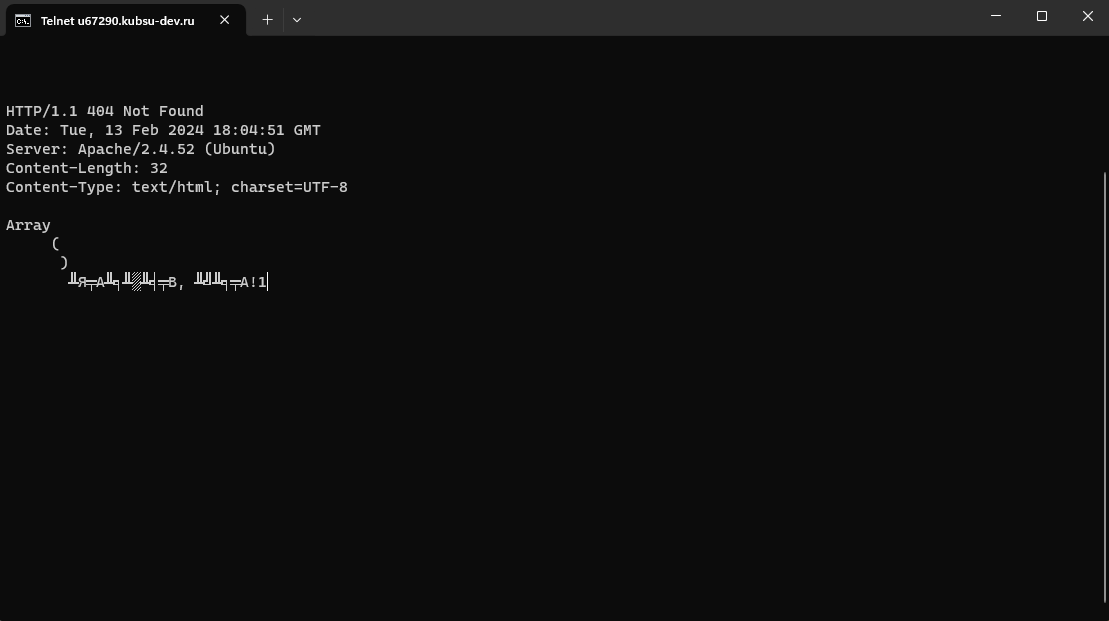 Telnet u67290.kubsu-dev.ru
HTTP/1.1 404 Not Found
Date: Tue, 13 Feb 2024 18:04:51 GMT
Server: Apache/2.4.52 (Ubuntu)
Content-Length: 32
Content-Type: text/html; charset=UTF-8
Array
(
)
╨Я╤А╕╨▒╨╡╤В, ╨╝╨╕╤А!1